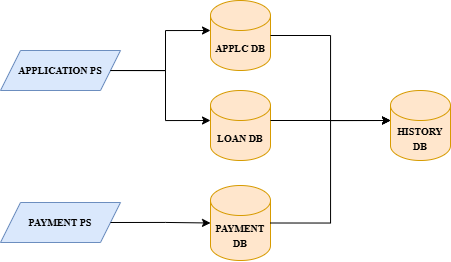 APPLC DB
APPLICATION PS
LOAN DB
HISTORY
DB
PAYMENT PS
PAYMENT
DB